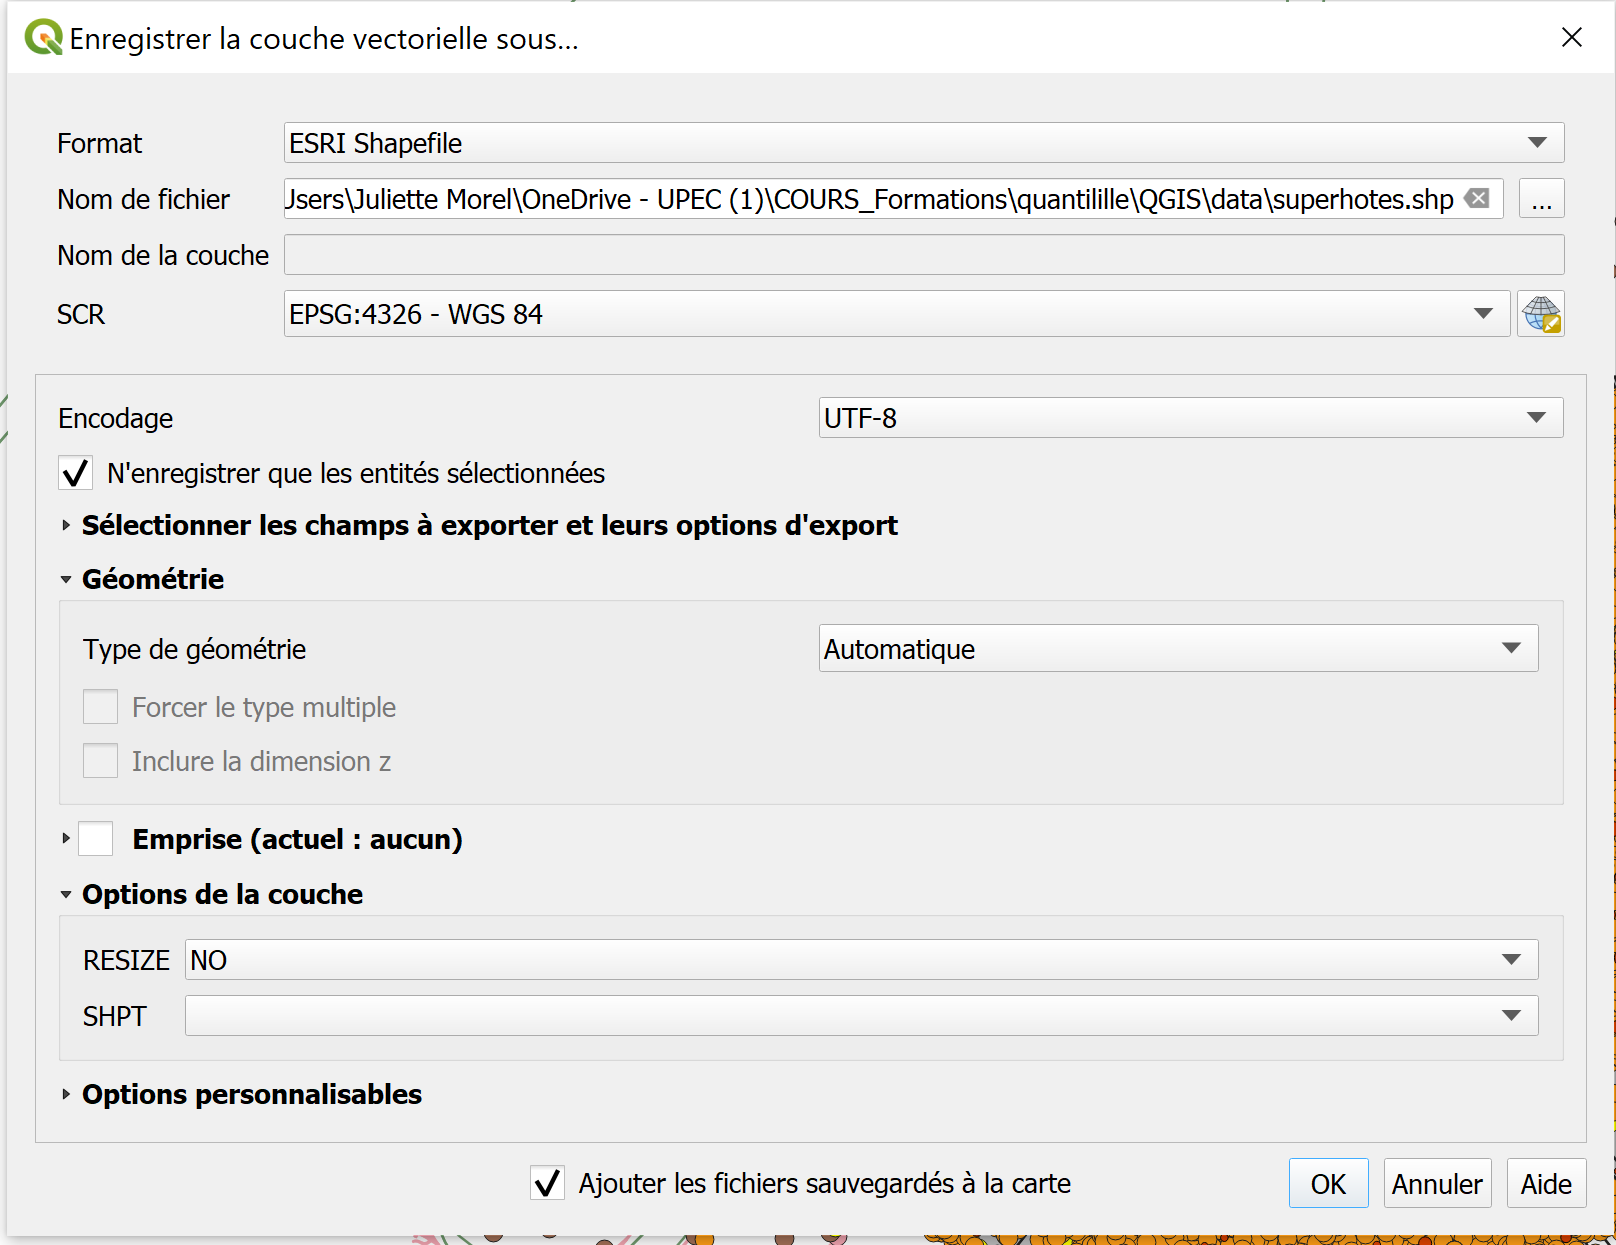 Enregistrer la couche vectorielle sous...
Format ESRI Shapefile
Nom de fichier Jsers\Juliette Morel\OneDrive - UPEC (1)\COURS_Formations\quantilille\QGIS\data\superhotes.shp ...
Nom de la couche
SCR EPSG:4326 - WGS 84
Encodage UTF-8
N'enregistrer que les entités sélectionnées
Sélectionner les champs à exporter et leurs options d'export
Géométrie
Type de géométrie Automatique
Forcer le type multiple
Inclure la dimension z
Emprise (actuel : aucun)
Options de la couche
RESIZE NO
SHPT
Options personnalisables
Ajouter les fichiers sauvegardés à la carte OK Annuler Aide